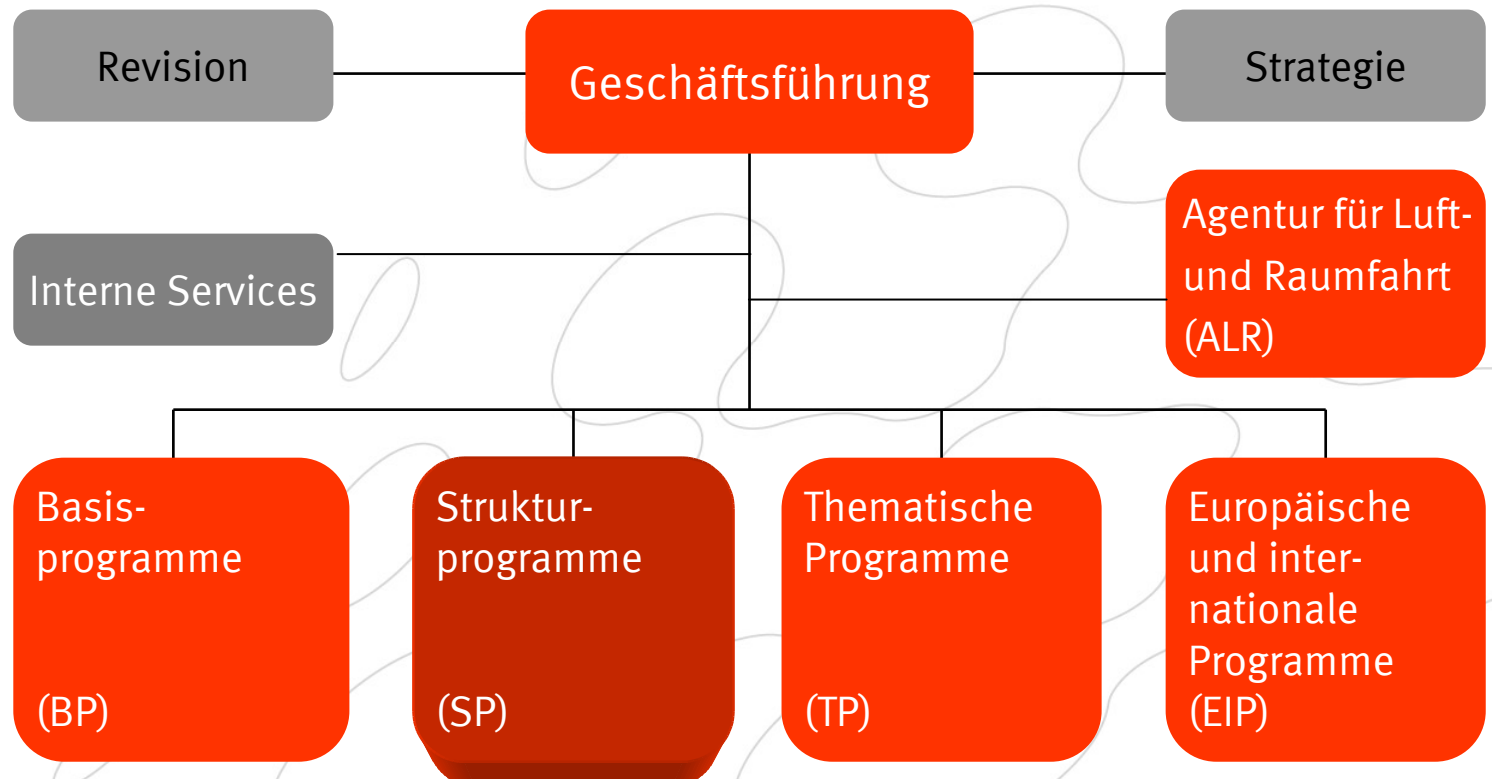 Revision
Geschäftsführung
Strategie
Agentur für Luft-
und Raumfahrt
(ALR)
Interne Services
Basis-
programme
(BP)
Struktur-
programme
(SP)
Thematische
Programme
(TP)
Europäische
und inter-
nationale
Programme
(EIP)